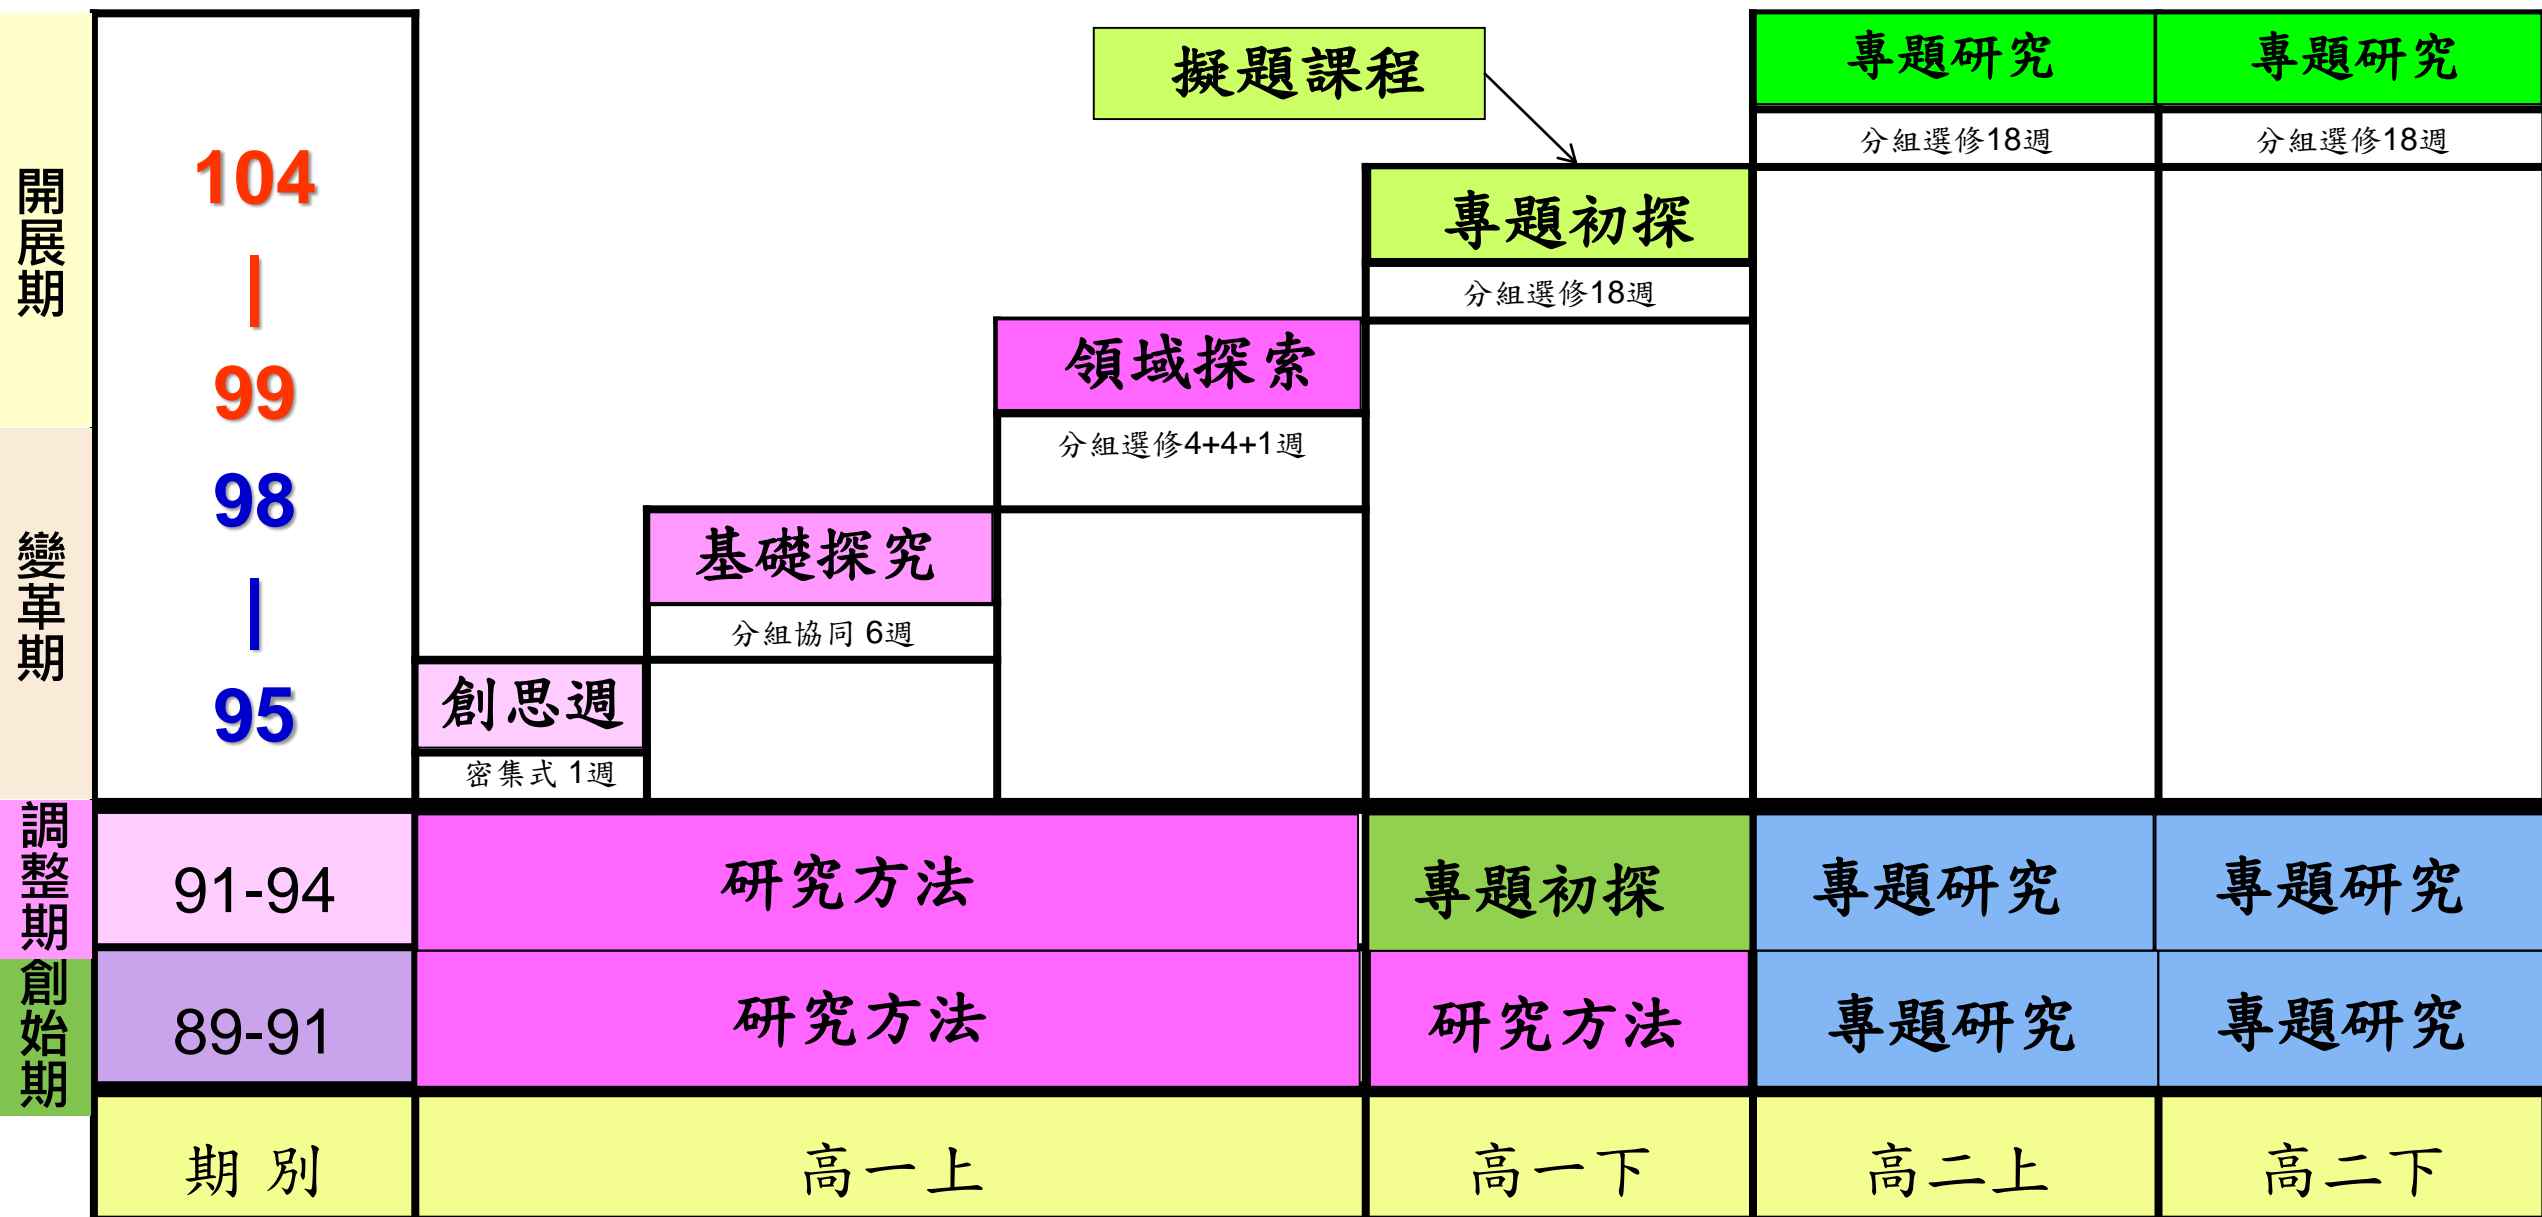 開展期
變革期
調整期
創始期
104
|
99
98
|
95
擬題課程
專題研究
專題研究
分組選修18週
分組選修18週
專題初探
分組選修18週
領域探索
分組選修4+4+1週
基礎探究
分組協同 6週
創思週
密集式 1週
91-94
研究方法
專題初探
專題研究
專題研究
89-91
研究方法
研究方法
專題研究
專題研究
期 別
高一上
高一下
高二上
高二下